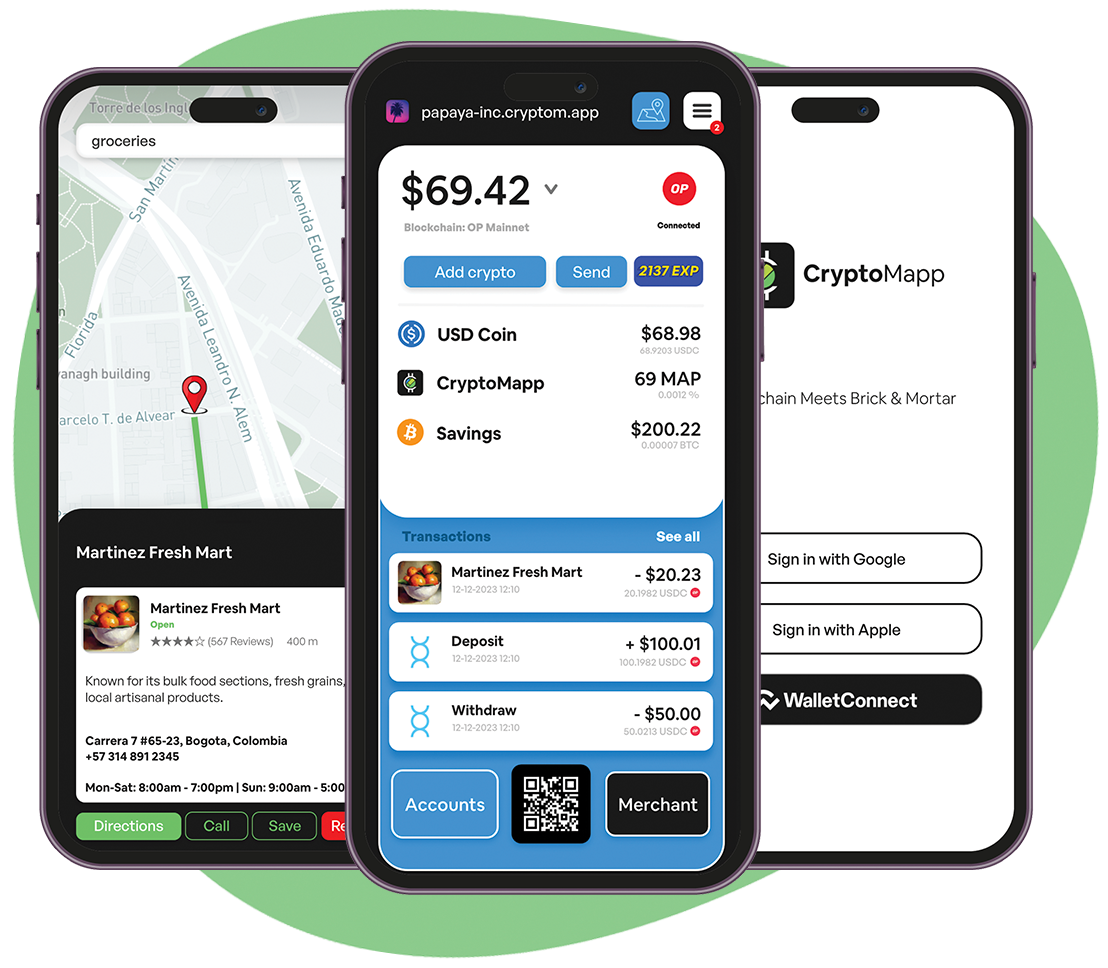 Torre de los Ingl
groceries
San Martin
Avenida Eduardo Mad
Avenida Leandro N. Alem
Florida
vanagh building
arcelo T. de Alvear
Martinez Fresh Mart
Martinez Fresh Mart
Open
(567 Reviews) 400 m
Known for its bulk food sections, fresh grains,
local artisanal products.
Carrera 7 #65-23, Bogota, Colombia
+57 314 891 2345
Mon-Sat: 8:00am - 7:00pm | Sun: 9:00am - 5:00
Directions
Call
Save
Re
papaya-inc.cryptom.app
2
$69.42
OP
Blockchain: OP Mainnet
Connected
Add crypto
Send
2137 EXP
USD Coin
$68.98
68.9203 USDC
CryptoMapp
69 MAP
0.0012 %
Savings
$200.22
0.00007 BTC
Transactions
See all
Martinez Fresh Mart
- $20.23
12-12-2023 12:10
20.1982 USDC
Deposit
+ $100.01
12-12-2023 12:10
100.1982 USDC
Withdraw
- $50.00
12-12-2023 12:10
50.0213 USDC
Accounts
Merchant
CryptoMapp
chain Meets Brick & Mortar
Sign in with Google
Sign in with Apple
WalletConnect